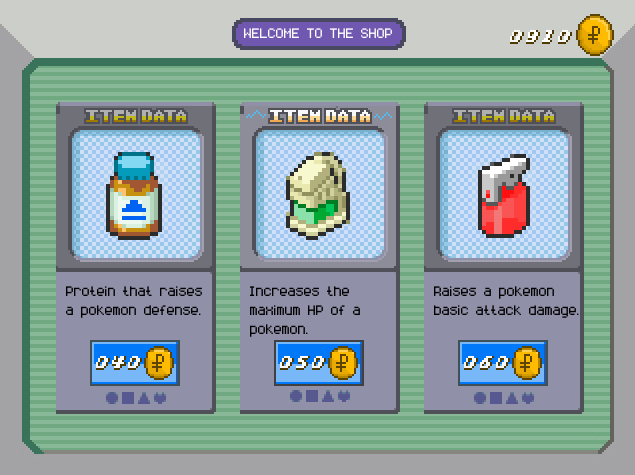 WELCOME TO THE SHOP
0930
ITEM DATA
ITEM DATA
ITEM DATA
Protein that raises
a pokemon defense.
Increases the
maximum HP of a
pokemon.
Raises a pokemon
basic attack damage.
040
050
060